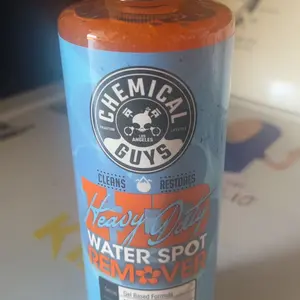 CHEMICAL
LOS ANGELES
GUYS
CLEANS RESTORES
Heavy Duty
WATER SPOT
REMOVER
Gel Based Formula